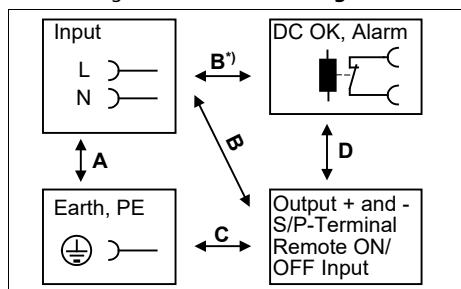 Input
L
N
DC OK, Alarm
B*)
A
B
D
Earth, PE
C
Output + and -
S/P-Terminal
Remote ON/
OFF Input